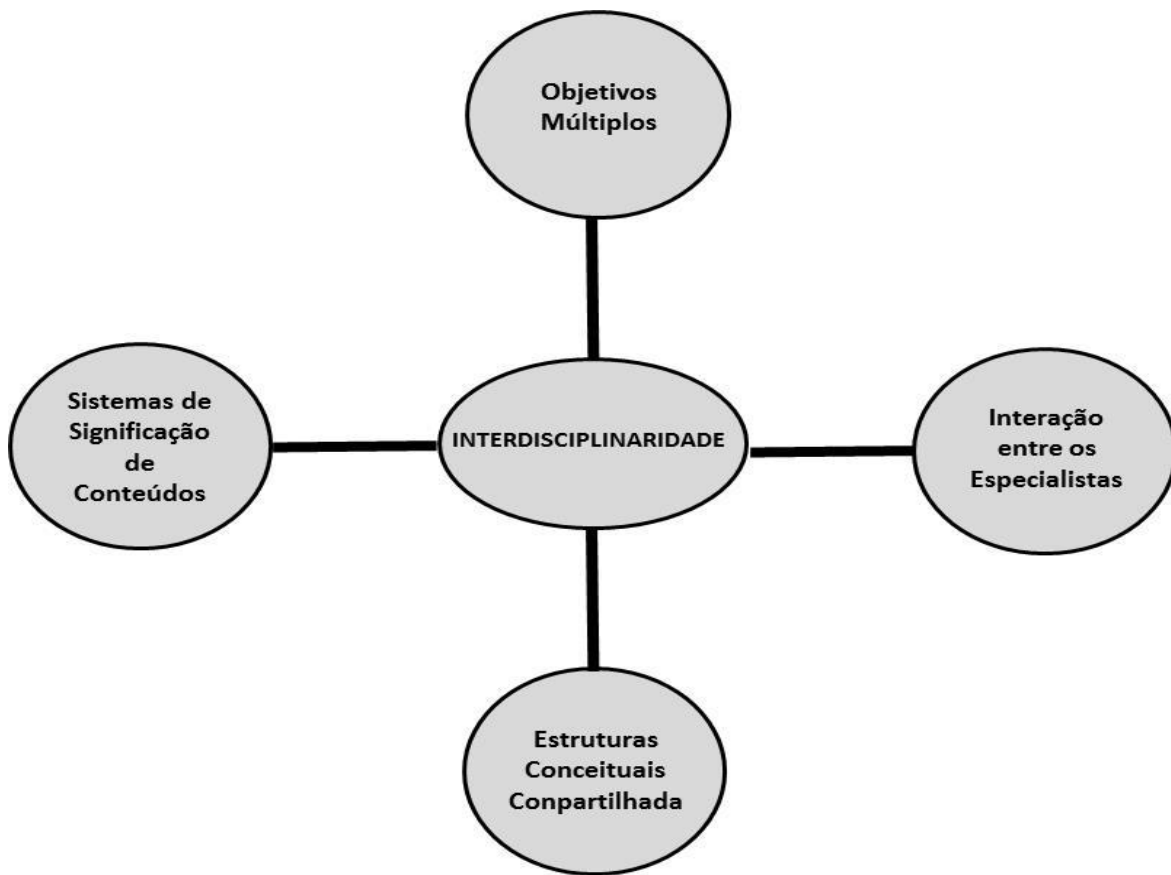 Objetivos
Múltiplos
Sistemas de
Significação
de
Conteúdos
INTERDISCIPLINARIDADE
Interação
entre os
Especialistas
Estruturas
Conceituais
Conpartilhada